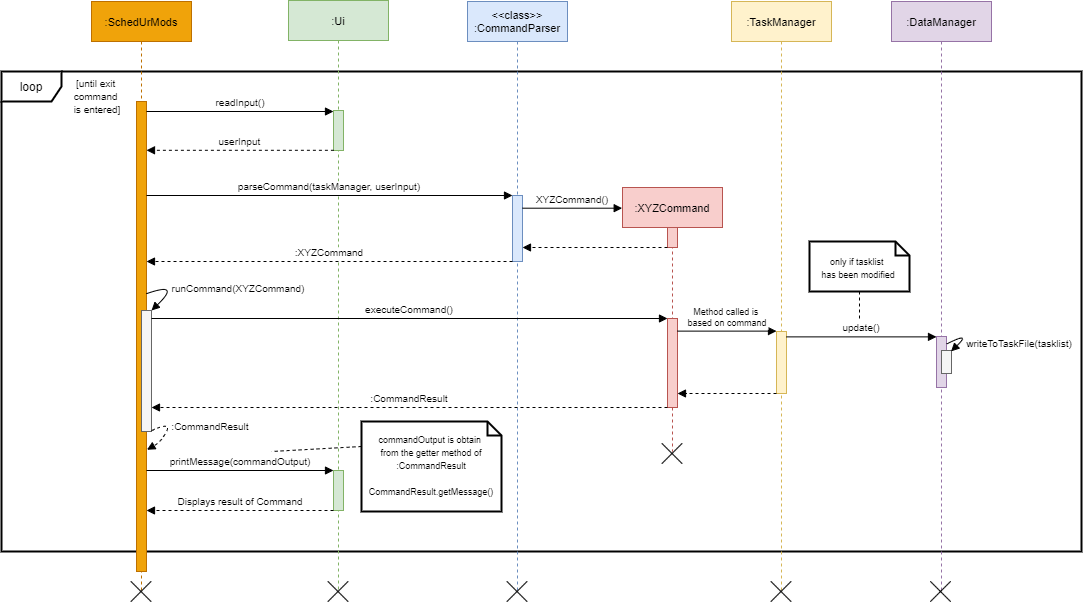 :SchedUrMods
:Ui
<<class>>
:CommandParser
:TaskManager
:DataManager
loop
[until exit
command
is entered]
readInput()
userInput
parseCommand(taskManager, userInput)
XYZCommand()
:XYZCommand
:XYZCommand
only if tasklist
has been modified
runCommand(XYZCommand)
executeCommand()
Method called is
based on command
update()
writeToTaskFile(tasklist)
:CommandResult
:CommandResult
commandOutput is obtain
from the getter method of
:CommandResult
CommandResult.getMessage()
printMessage(commandOutput)
Displays result of Command